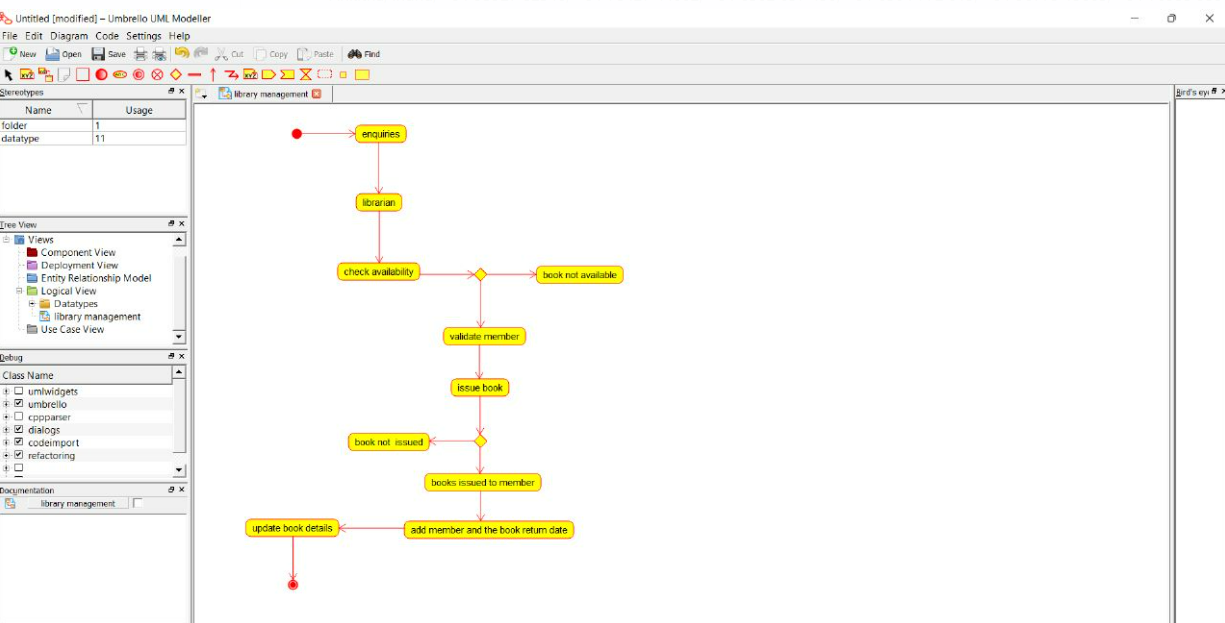 Untitled [modified] – Umbrello UML Modeller
File Edit Diagram Code Settings Help
New Open Save Cut Copy Paste Find
Stereotypes
library management
Bird's eye
Name Usage
folder 1
datatype 11
Tree View
Views
Component View
Deployment View
Entity Relationship Model
Logical View
Datatypes
library management
Use Case View
Debug
Class Name
umlwidgets
umbrello
cppparser
dialogs
codeimport
refactoring
Documentation
library management
enquiries
librarian
check availability
book not available
validate member
issue book
book not issued
books issued to member
update book details
add member and the book return date